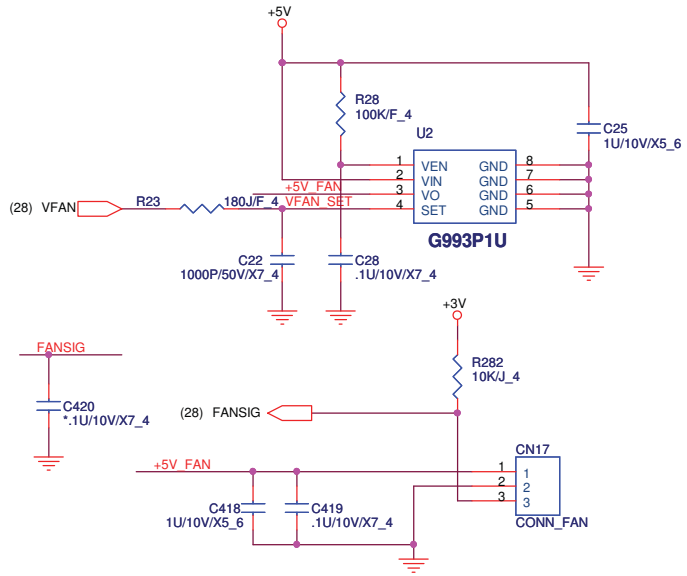 +5V
R28
100K/F_4
U2
C25
1U/10V/X5_6
1 VEN GND 8
2 VIN GND 7
+5V_FAN 3 VO GND 6
(28) VFAN R23 180J/F_4 VFAN_SET 4 SET GND 5
G993P1U
C22
1000P/50V/X7_4
C28
.1U/10V/X7_4
+3V
FANSIG
R282
10K/J_4
C420
*.1U/10V/X7_4
(28) FANSIG
CN17
+5V_FAN
1 1
2 2
3 3
C418
1U/10V/X5_6
C419
.1U/10V/X7_4
CONN_FAN